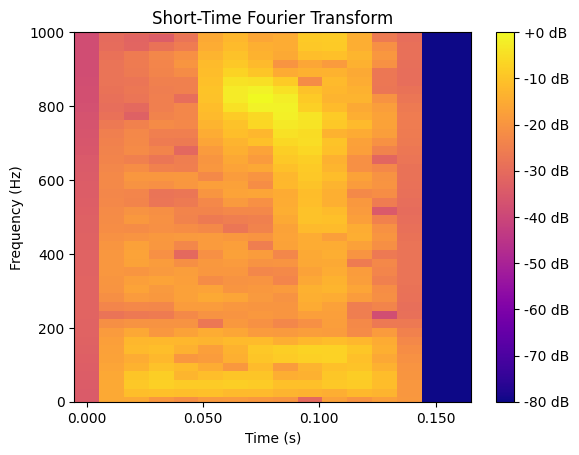 Short-Time Fourier Transform
1000
800
600
400
200
0
Frequency (Hz)
0.000
0.050
0.100
0.150
Time (s)
+0 dB
-10 dB
-20 dB
-30 dB
-40 dB
-50 dB
-60 dB
-70 dB
-80 dB